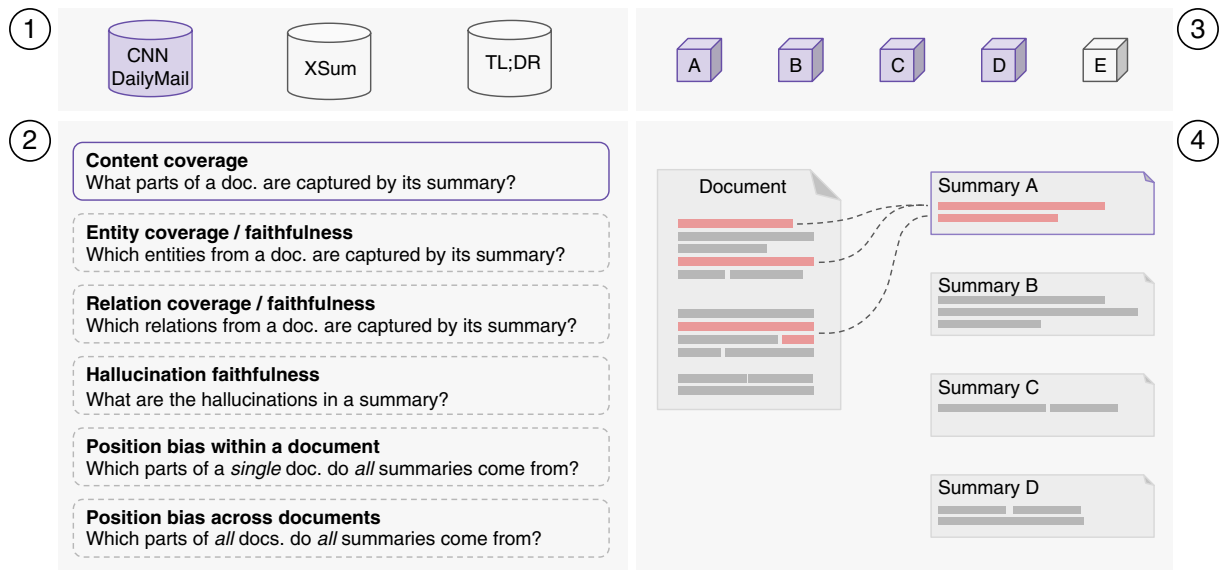 1
CNN
DailyMail
XSum
TL;DR
2
Content coverage
What parts of a doc. are captured by its summary?
Entity coverage / faithfulness
Which entities from a doc. are captured by its summary?
Relation coverage / faithfulness
Which relations from a doc. are captured by its summary?
Hallucination faithfulness
What are the hallucinations in a summary?
Position bias within a document
Which parts of a single doc. do all summaries come from?
Position bias across documents
Which parts of all docs. do all summaries come from?
3
A
B
C
D
E
4
Document
Summary A
Summary B
Summary C
Summary D